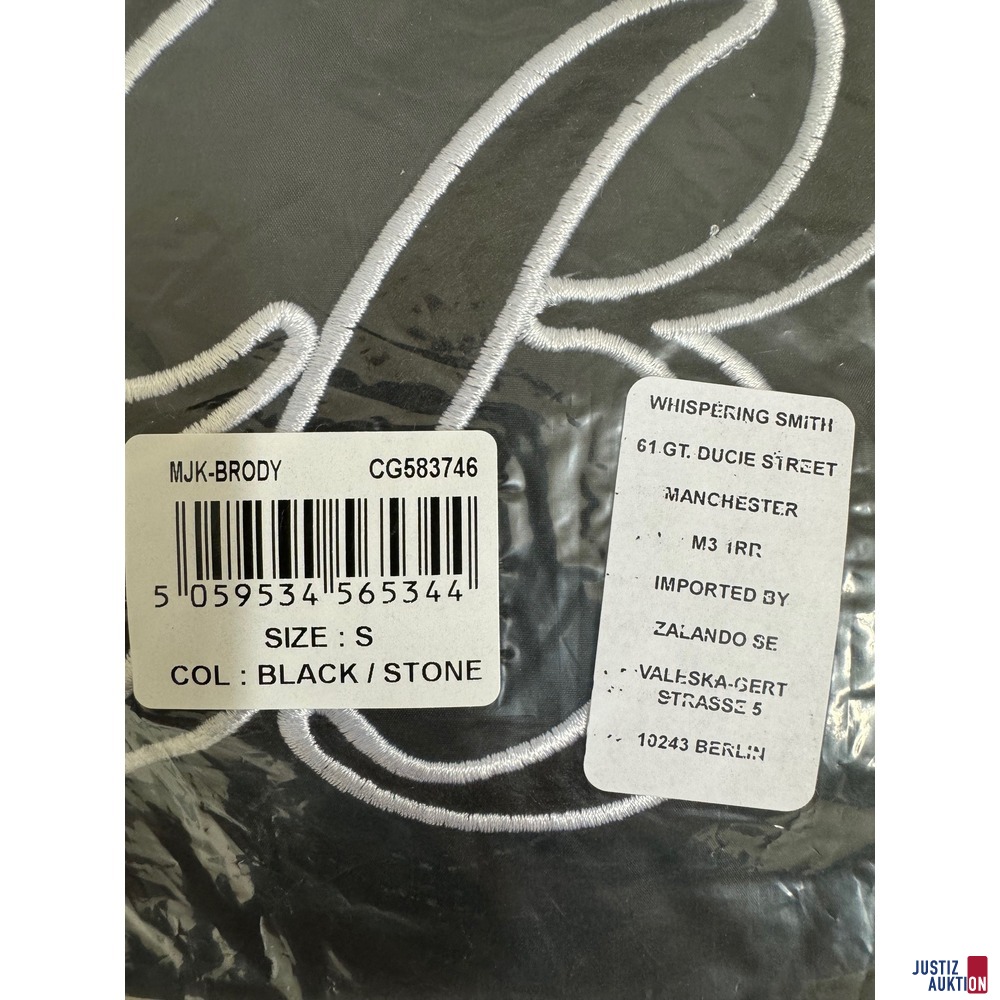 MJK-BRODY CG583746
5 059534 565344
SIZE : S
COL : BLACK / STONE
WHISPERING SMITH
61 GT. DUCIE STREET
MANCHESTER
M3 1RR
IMPORTED BY
ZALANDO SE
VALESKA-GERT
STRASSE 5
10243 BERLIN
JUSTIZ
AUKTION